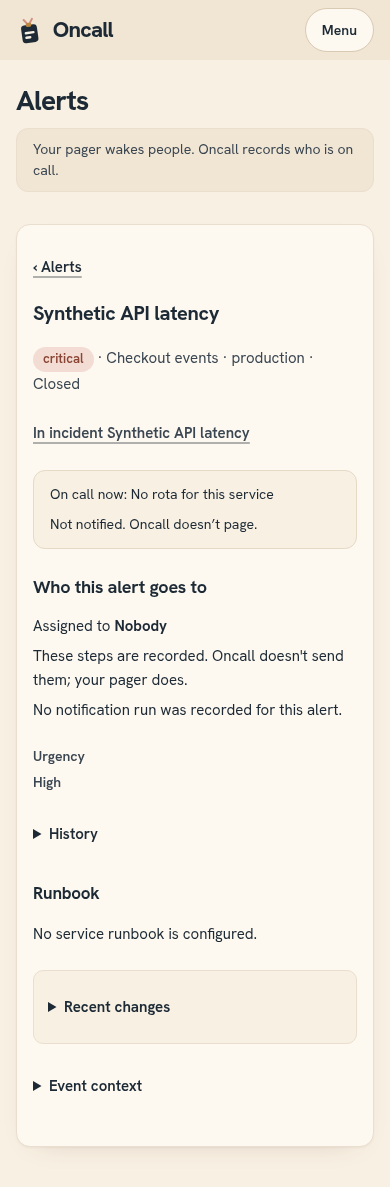 Oncall
Menu
Alerts
Your pager wakes people. Oncall records who is on
call.
‹ Alerts
Synthetic API latency
critical · Checkout events · production ·
Closed
In incident Synthetic API latency
On call now: No rota for this service
Not notified. Oncall doesn’t page.
Who this alert goes to
Assigned to Nobody
These steps are recorded. Oncall doesn't send
them; your pager does.
No notification run was recorded for this alert.
Urgency
High
History
Runbook
No service runbook is configured.
Recent changes
Event context